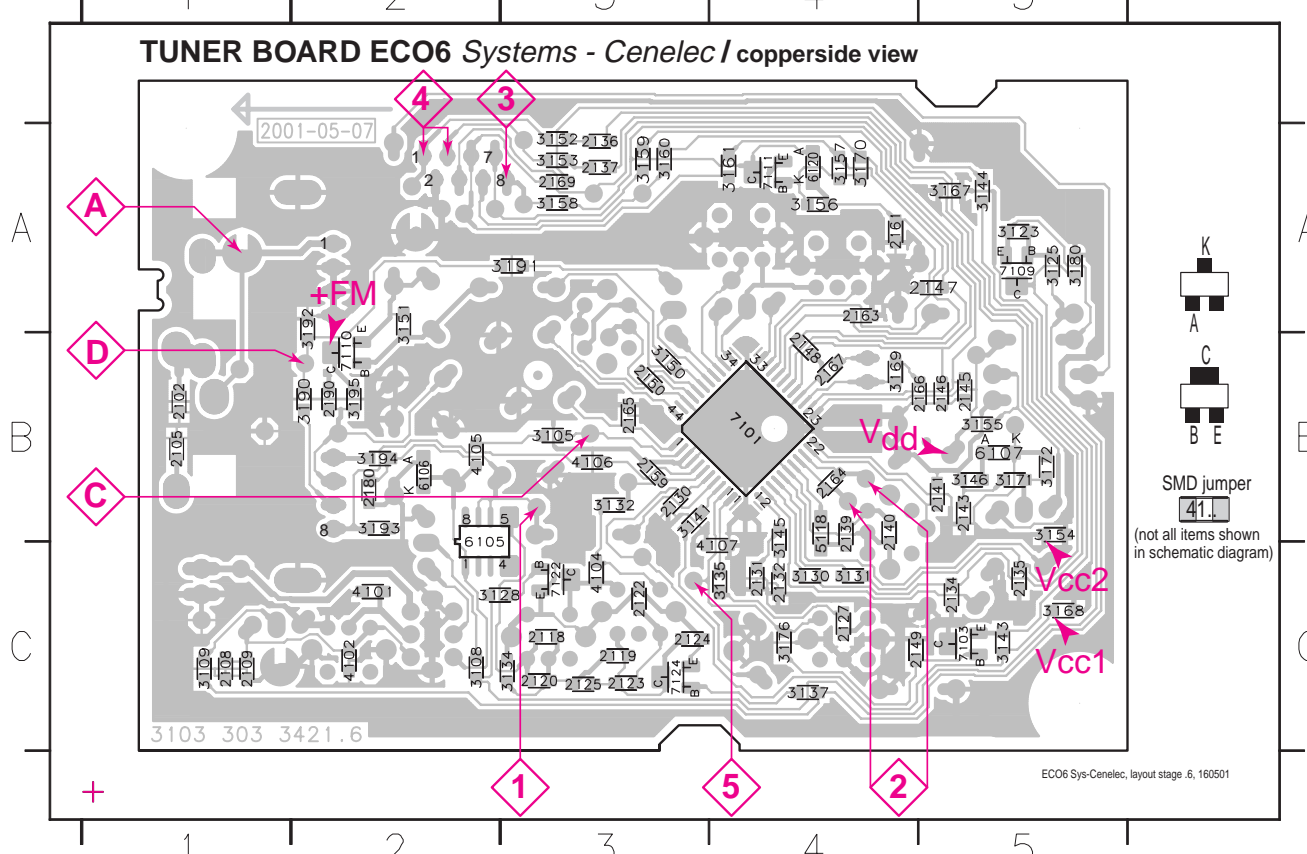 1 2 3 4 5
TUNER BOARD ECO6 Systems - Cenelec / copperside view
4 3
2001-05-07
1 7
2 8
3152 2136
3153 2137
2169
3158
3159 3160
3161 C 7111 E B
A 6120 K
3157 3170
3156
2161
3167 3144
3123
E B
7109
C
3125 3180
A A
A
1
3191
+FM
3192
3151
2147
2163
D
7110 E C B
3190 2190 3195
2102
2105
3150
2150
2165
34 33
2148 2167
3169
2166 2146 2145
44 23
7101
1 22
11 12
B
3105
4106
4105
3194
A 6106 K
2180
3193
8
Vdd
3155
A K
6107
3172
3146 3171
C
2159
2130
3132
3141
2164
2141
2143
8 5
6105
1 4
4107
3145
5118 2139 2140
3154
Vcc2
B 7122 C E
4104
3135
2131 2132
3130 3131
2135
2134
4101
3128
2122
3168
Vcc1
C
2118
2124
2119
3176
2127
2149
C 7103 E B
3143
3109 2108 2109
4102
3108 3134
2120 2125 2123
C 7124 E B
3137
3103 303 3421.6
1 5 2
ECO6 Sys-Cenelec, layout stage .6, 160501
K
A
C
B E
SMD jumper
41..
(not all items shown
in schematic diagram)
1 2 3 4 5